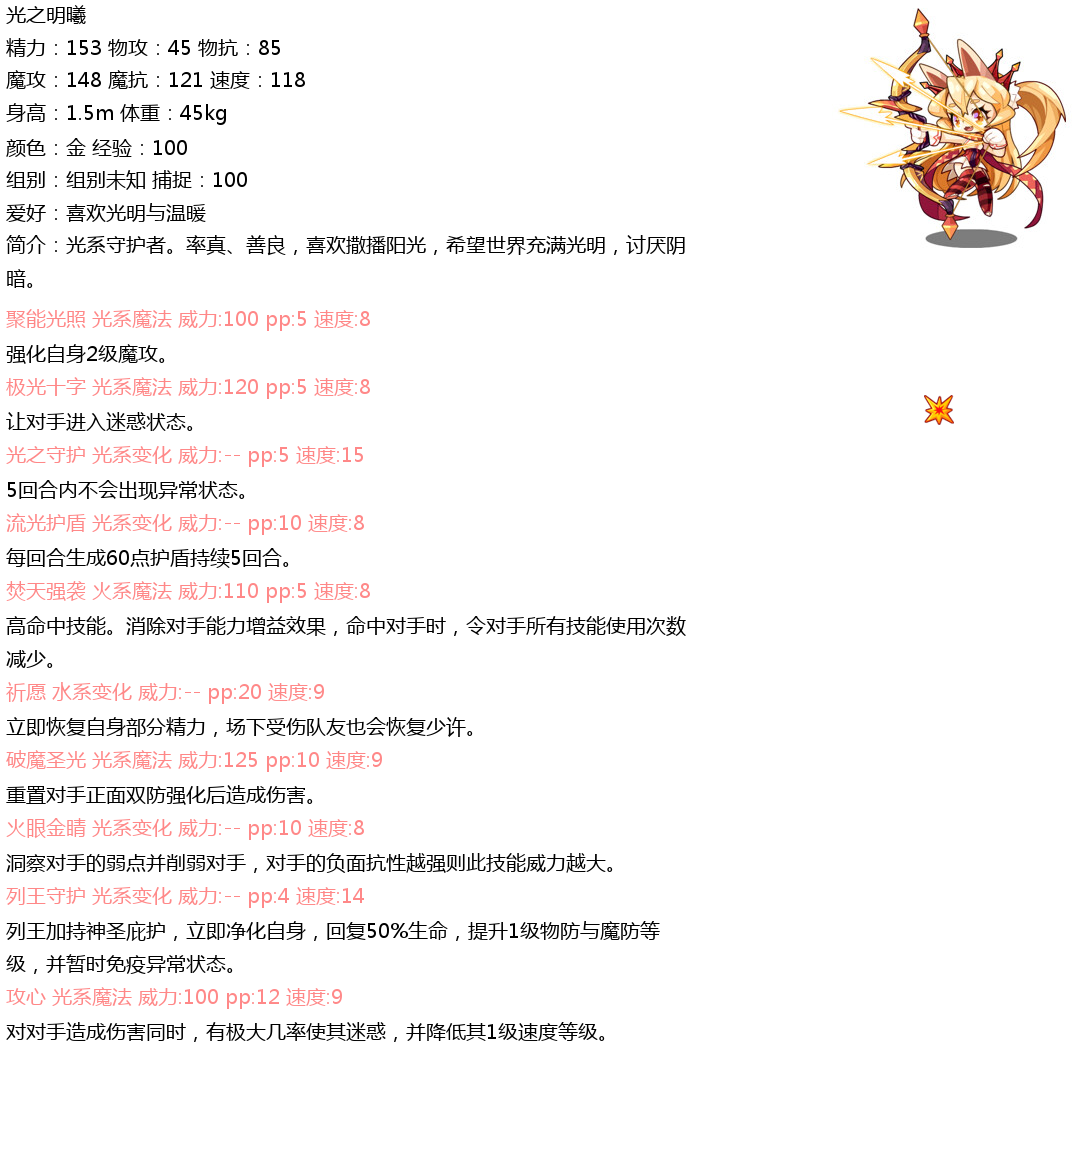 光之明曦
精力：153 物攻：45 物抗：85
魔攻：148 魔抗：121 速度：118
身高：1.5m 体重：45kg
颜色：金 经验：100
组别：组别未知 捕捉：100
爱好：喜欢光明与温暖
简介：光系守护者。率真、善良，喜欢撒播阳光，希望世界充满光明，讨厌阴
暗。
聚能光照 光系魔法 威力:100 pp:5 速度:8
强化自身2级魔攻。
极光十字 光系魔法 威力:120 pp:5 速度:8
让对手进入迷惑状态。
光之守护 光系变化 威力:-- pp:5 速度:15
5回合内不会出现异常状态。
流光护盾 光系变化 威力:-- pp:10 速度:8
每回合生成60点护盾持续5回合。
焚天强袭 火系魔法 威力:110 pp:5 速度:8
高命中技能。消除对手能力增益效果，命中对手时，令对手所有技能使用次数
减少。
祈愿 水系变化 威力:-- pp:20 速度:9
立即恢复自身部分精力，场下受伤队友也会恢复少许。
破魔圣光 光系魔法 威力:125 pp:10 速度:9
重置对手正面双防强化后造成伤害。
火眼金睛 光系变化 威力:-- pp:10 速度:8
洞察对手的弱点并削弱对手，对手的负面抗性越强则此技能威力越大。
列王守护 光系变化 威力:-- pp:4 速度:14
列王加持神圣庇护，立即净化自身，回复50%生命，提升1级物防与魔防等
级，并暂时免疫异常状态。
攻心 光系魔法 威力:100 pp:12 速度:9
对对手造成伤害同时，有极大几率使其迷惑，并降低其1级速度等级。